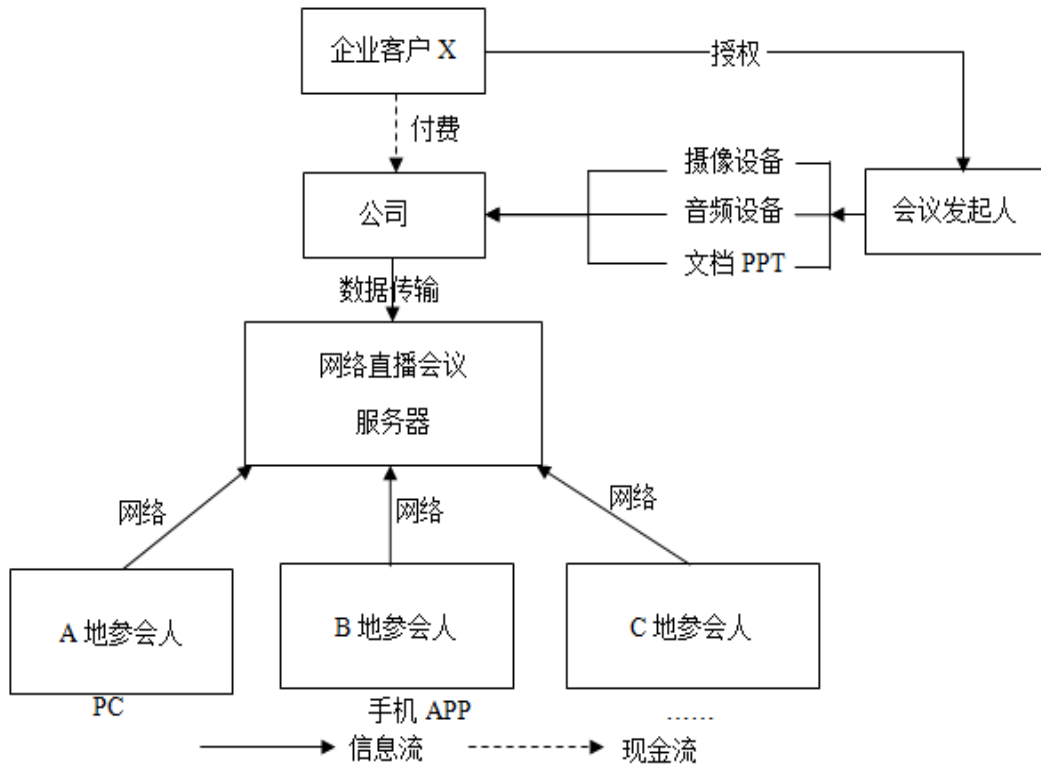 企业客户 X
授权
付费
摄像设备
公司
音频设备
会议发起人
文档 PPT
数据传输
网络直播会议
服务器
网络
网络
网络
A 地参会人
B 地参会人
C 地参会人
PC
手机 APP
……
信息流
现金流